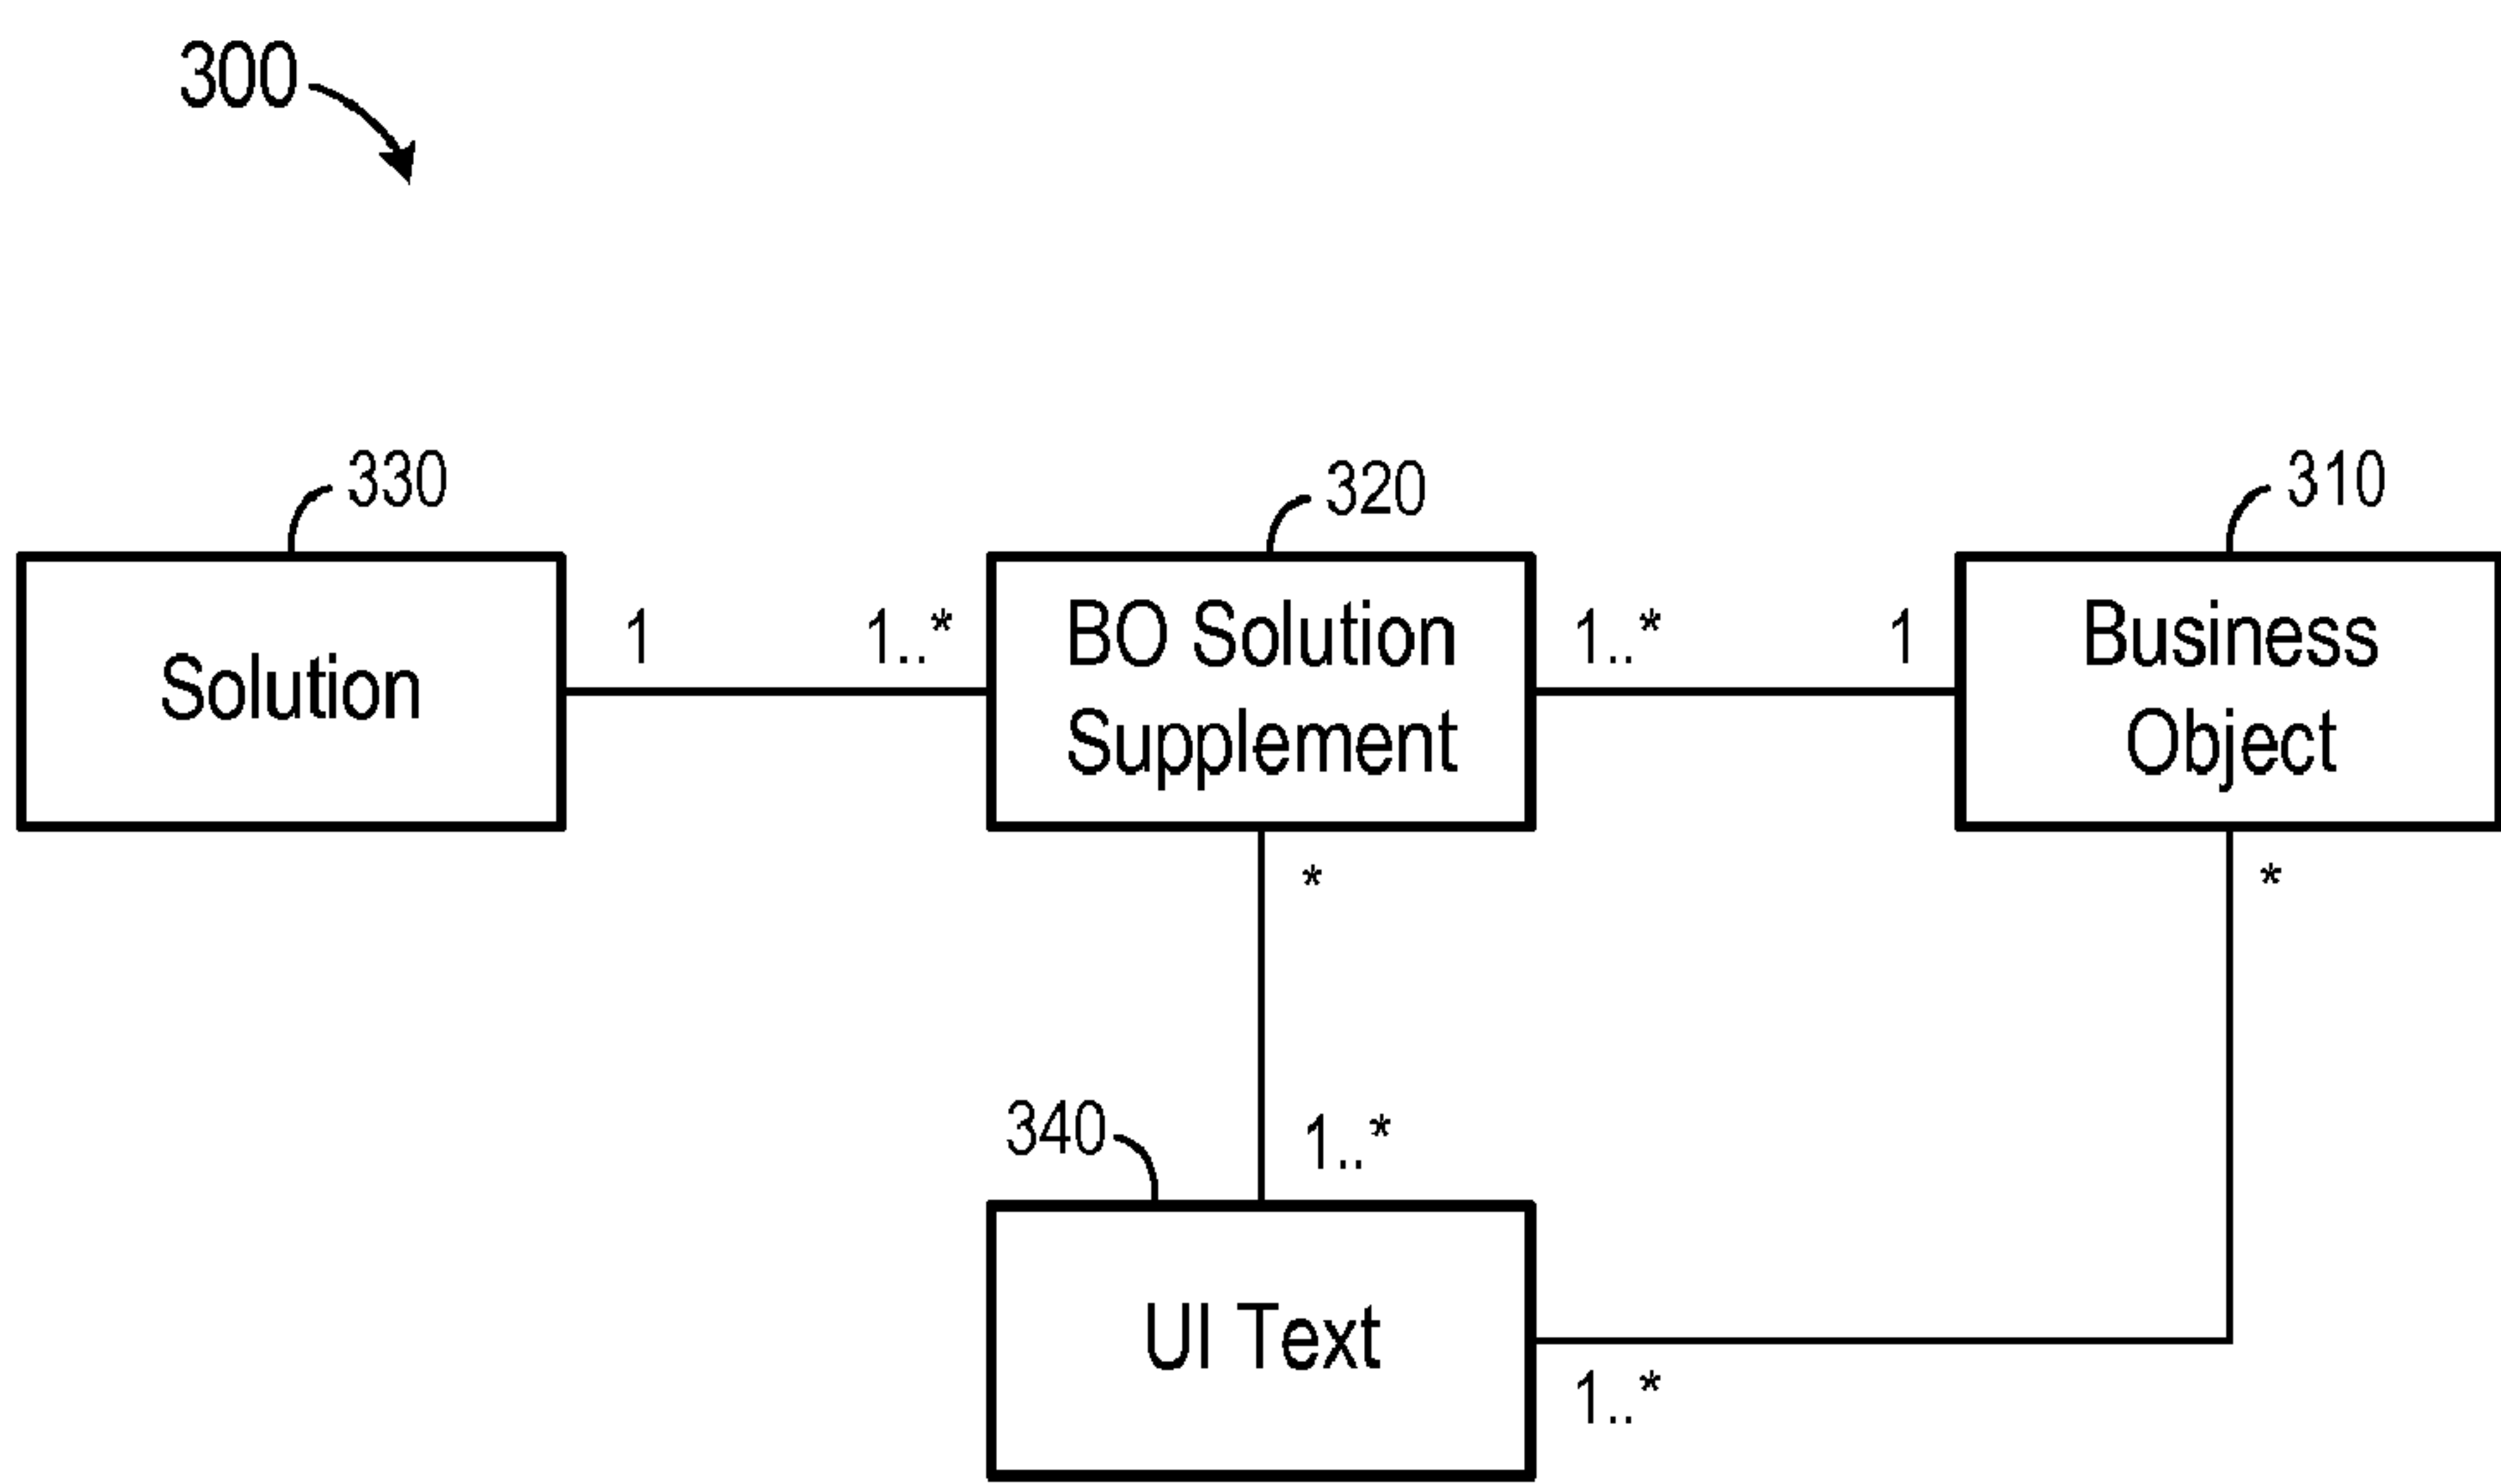 300
330
320
310
Solution
1
1..*
BO Solution
Supplement
1..*
1
Business
Object
*
*
340
1..*
UI Text
1..*